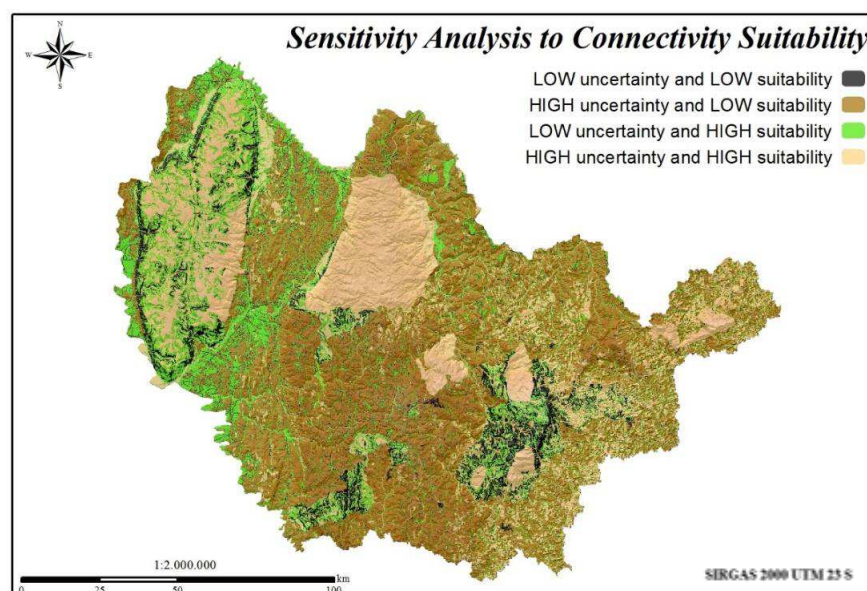 N
Sensitivity Analysis to Connectivity Suitability
W E
S
LOW uncertainty and LOW suitability
HIGH uncertainty and LOW suitability
LOW uncertainty and HIGH suitability
HIGH uncertainty and HIGH suitability
1:2.000.000
km
0 25 50 100
SIRGAS 2000 UTM 23 S